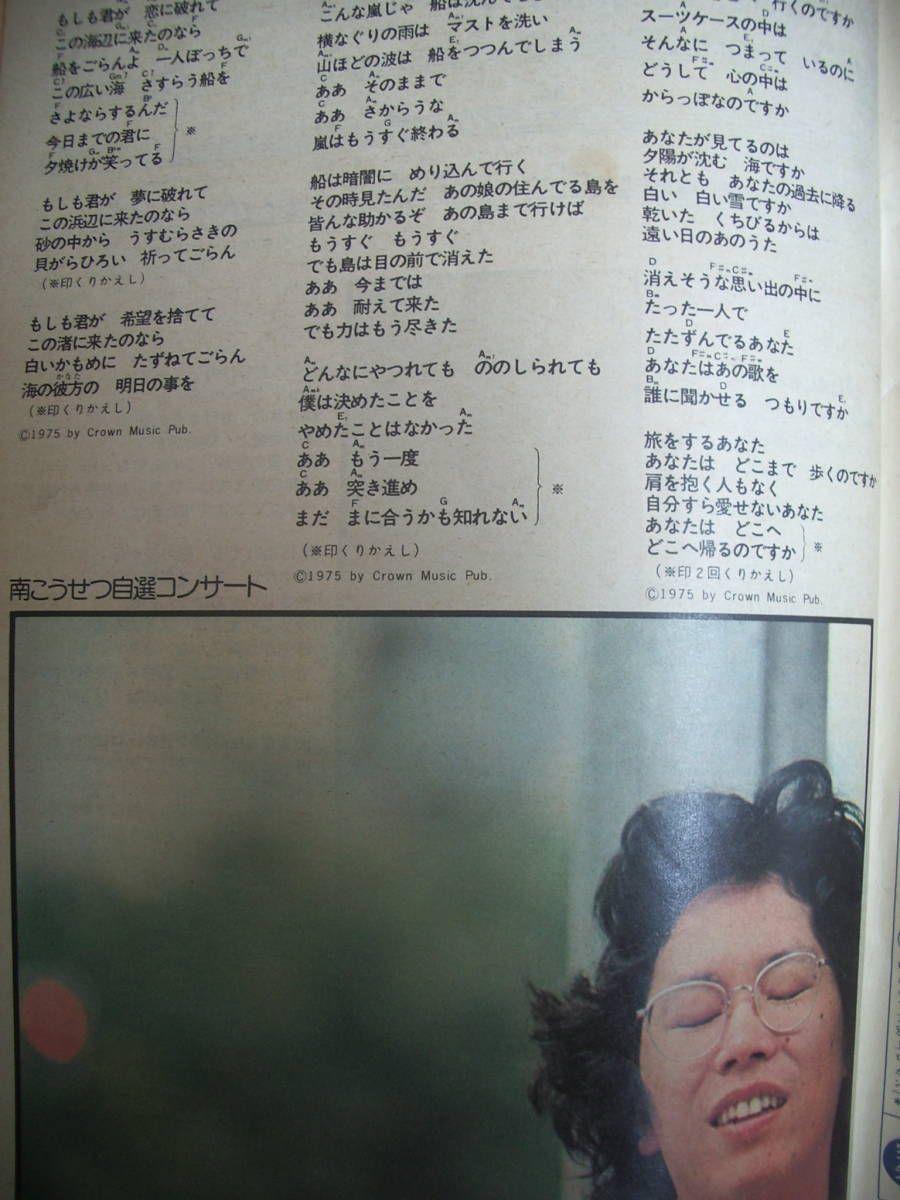 もしも君が 恋に破れて
この海辺に来たのなら
船をごらんよ 一人ぼっちで
この広い海 さすらう船を
さよならするんだ
今日までの君に
夕焼けが笑ってる
※
もしも君が 夢に破れて
この浜辺に来たのなら
砂の中から うすむらさきの
貝がらひろい 祈ってごらん
(※印くりかえし)
もしも君が 希望を捨てて
この渚に来たのなら
白いかもめに たずねてごらん
海の彼方の 明日の事を
(※印くりかえし)
©1975 by Crown Music Pub.
こんな嵐じゃ 船は沈んで
横なぐりの雨は マストを洗い
山ほどの波は 船をつつんでしまう
ああ そのままで
ああ さからうな
嵐はもうすぐ終わる
船は暗闇に めり込んで行く
その時見たんだ あの娘の住んでる島を
皆んな助かるぞ あの島まで行けば
もうすぐ もうすぐ
でも島は目の前で消えた
ああ 今までは
ああ 耐えて来た
でも力はもう尽きた
どんなにやつれても ののしられても
僕は決めたことを
やめたことはなかった
ああ もう一度
ああ 突き進め
まだ まに合うかも知れない
※
(※印くりかえし)
©1975 by Crown Music Pub.
行くのですか
スーツケースの中は
そんなに つまって いるのに
どうして 心の中は
からっぽなのですか
あなたが見てるのは
夕陽が沈む 海ですか
それとも あなたの過去に降る
白い 白い雪ですか
乾いた くちびるからは
遠い日のあのうた
消えそうな思い出の中に
たった一人で
たたずんでるあなた
あなたはあの歌を
誰に聞かせる つもりですか
旅をするあなた
あなたは どこまで 歩くのですか
肩を抱く人もなく
自分すら愛せないあなた
あなたは どこへ
どこへ帰るのですか
※
(※印2回くりかえし)
©1975 by Crown Music Pub.
南こうせつ自選コンサート